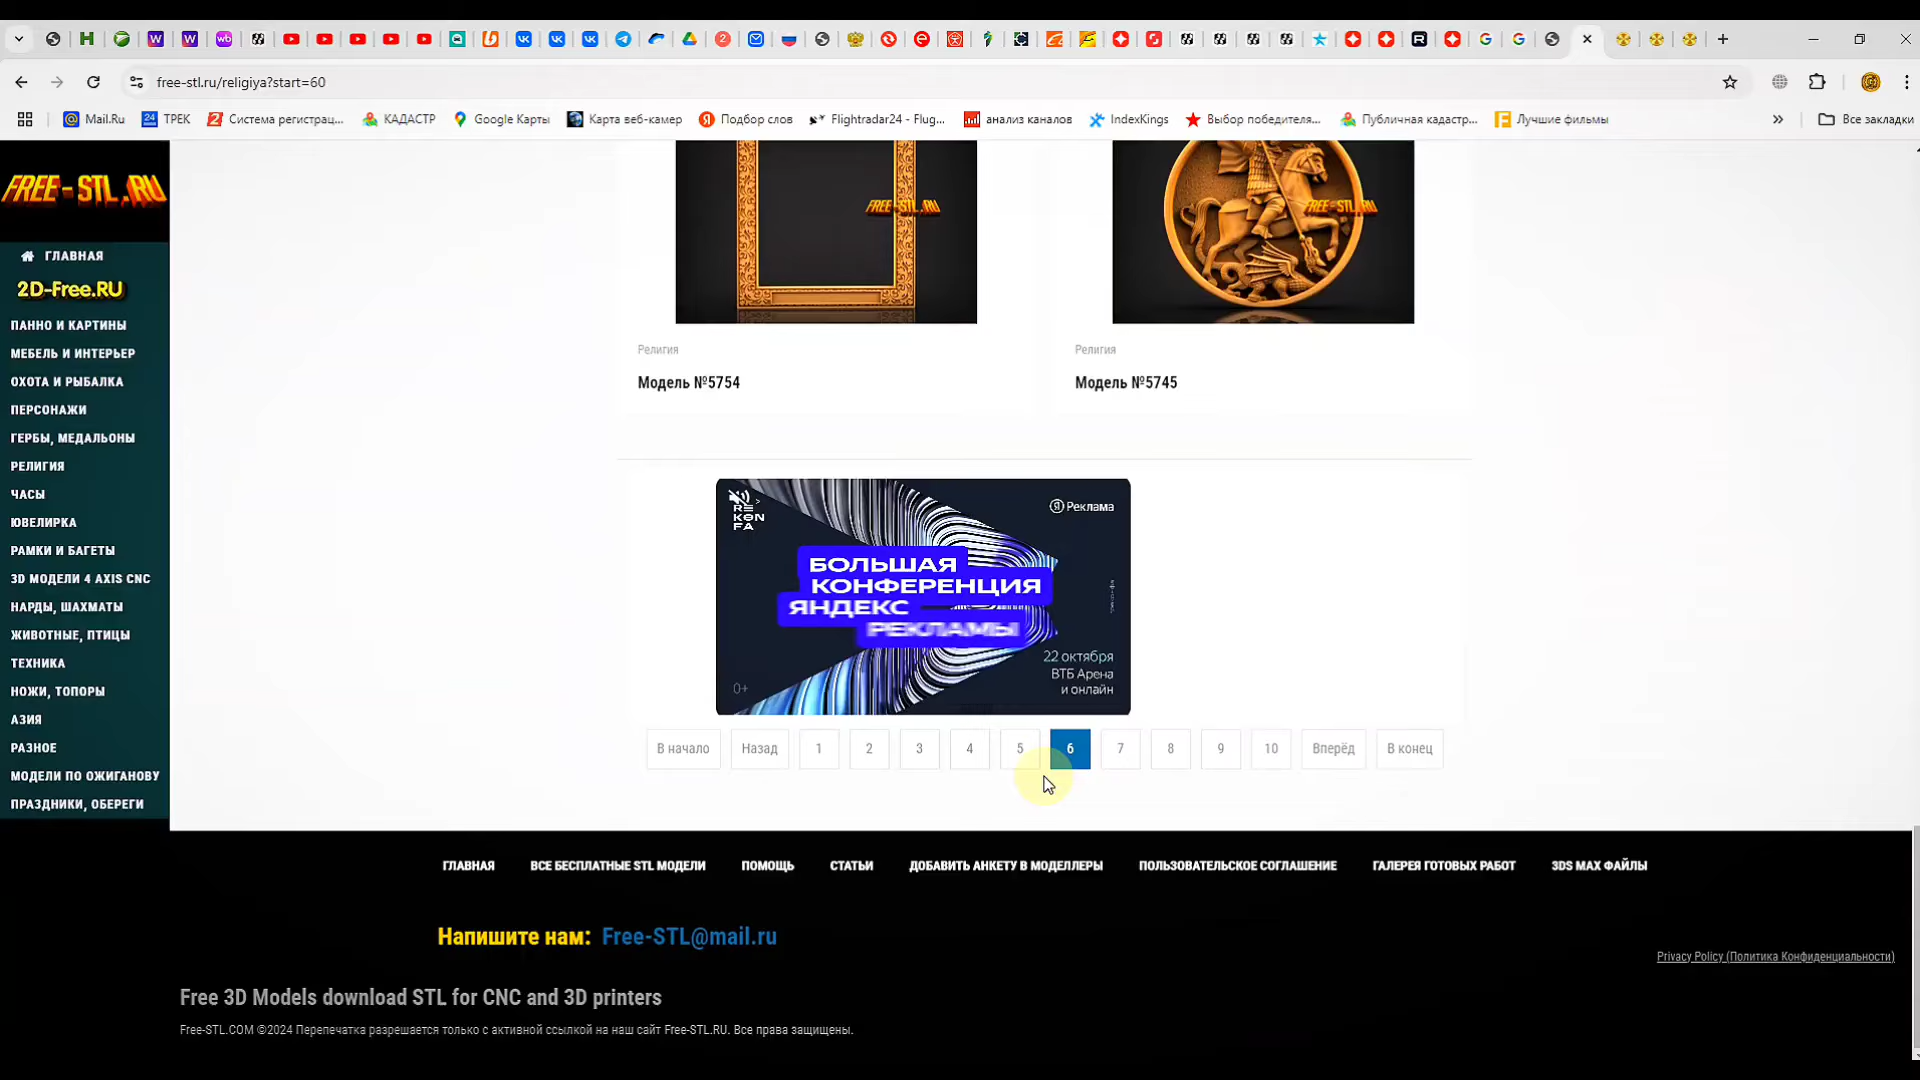 free-stl.ru/religiya?start=60
Mail.Ru
ТРЕК
Система регистрац...
КАДАСТР
Google Карты
Карта веб-камер
Подбор слов
Flightradar24 - Flug...
анализ каналов
IndexKings
Выбор победителя...
Публичная кадастр...
Лучшие фильмы
Все закладки
FREE-STL.RU
ГЛАВНАЯ
2D-Free.RU
ПАННО И КАРТИНЫ
МЕБЕЛЬ И ИНТЕРЬЕР
ОХОТА И РЫБАЛКА
ПЕРСОНАЖИ
ГЕРБЫ, МЕДАЛЬОНЫ
РЕЛИГИЯ
ЧАСЫ
ЮВЕЛИРКА
РАМКИ И БАГЕТЫ
3D МОДЕЛИ 4 AXIS CNC
НАРДЫ, ШАХМАТЫ
ЖИВОТНЫЕ, ПТИЦЫ
ТЕХНИКА
НОЖИ, ТОПОРЫ
АЗИЯ
РАЗНОЕ
МОДЕЛИ ПО ОЖИГАНОВУ
ПРАЗДНИКИ, ОБЕРЕГИ
FREE-STL.RU
FREE-STL.RU
Религия
Модель №5754
Религия
Модель №5745
RE
KON
FA
Я Реклама
БОЛЬШАЯ
КОНФЕРЕНЦИЯ
ЯНДЕКС
РЕКЛАМЫ
22 октября
ВТБ Арена
и онлайн
0+
В начало Назад 1 2 3 4 5 6 7 8 9 10 Вперёд В конец
ГЛАВНАЯ ВСЕ БЕСПЛАТНЫЕ STL МОДЕЛИ ПОМОЩЬ СТАТЬИ ДОБАВИТЬ АНКЕТУ В МОДЕЛЛЕРЫ ПОЛЬЗОВАТЕЛЬСКОЕ СОГЛАШЕНИЕ ГАЛЕРЕЯ ГОТОВЫХ РАБОТ 3DS MAX ФАЙЛЫ
Напишите нам: Free-STL@mail.ru
Privacy Policy (Политика Конфиденциальности)
Free 3D Models download STL for CNC and 3D printers
Free-STL.COM ©2024 Перепечатка разрешается только с активной ссылкой на наш сайт Free-STL.RU. Все права защищены.